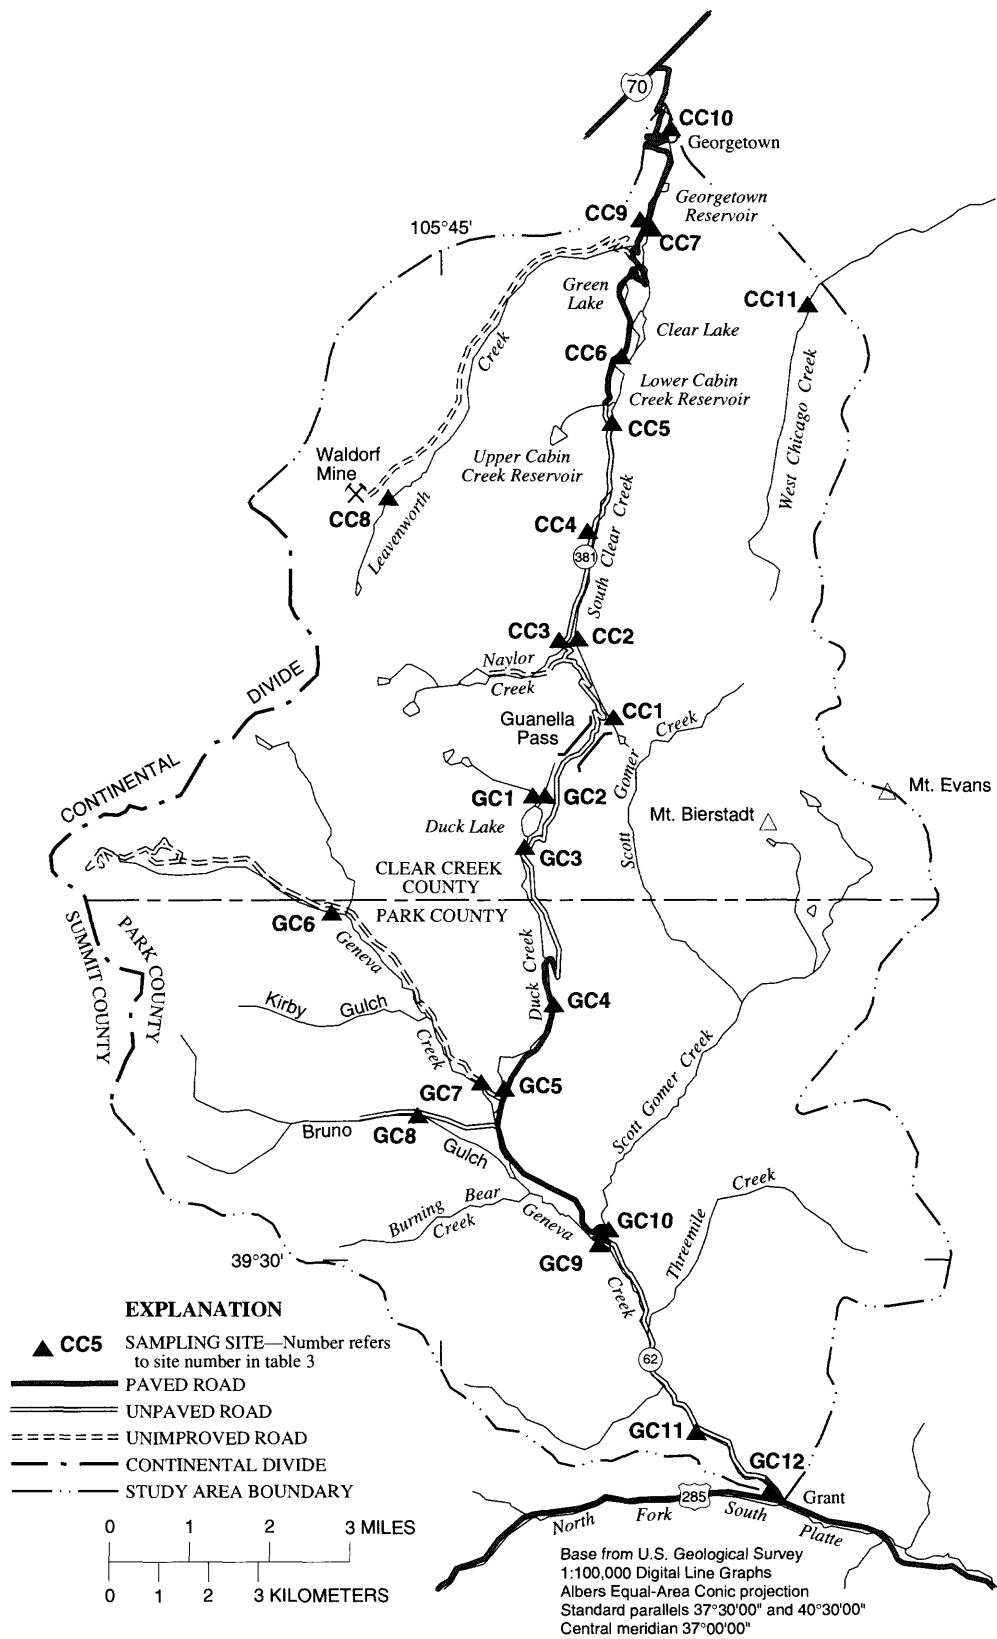 70
CC10
Georgetown
Georgetown
Reservoir
CC9
CC7
105°45'
Green
Lake
CC11
Clear Lake
Creek
CC6
Lower Cabin
Creek Reservoir
West Chicago Creek
CC5
Upper Cabin
Creek Reservoir
Waldorf
Mine
CC8
Leavenworth
CC4
381
South Clear Creek
CC3
CC2
Naylor
Creek
DIVIDE
CONTINENTAL
CC1
Guanella
Pass
Creek
Gomer
Scott
Mt. Evans
Mt. Bierstadt
GC1
GC2
Duck Lake
GC3
CLEAR CREEK
COUNTY
PARK COUNTY
GC6
SUMMIT COUNTY
PARK COUNTY
Geneva
Creek
Duck Creek
Kirby Gulch
GC4
Scott Gomer Creek
GC7
GC5
GC8
Bruno
Gulch
Burning Bear
Creek
Geneva
Creek
GC10
GC9
Threemile
Creek
39°30'
62
GC11
GC12
285
Grant
North Fork South Platte
EXPLANATION
CC5 SAMPLING SITE—Number refers
to site number in table 3
PAVED ROAD
UNPAVED ROAD
UNIMPROVED ROAD
CONTINENTAL DIVIDE
STUDY AREA BOUNDARY
0 1 2 3 MILES
0 1 2 3 KILOMETERS
Base from U.S. Geological Survey
1:100,000 Digital Line Graphs
Albers Equal-Area Conic projection
Standard parallels 37°30'00" and 40°30'00"
Central meridian 37°00'00"